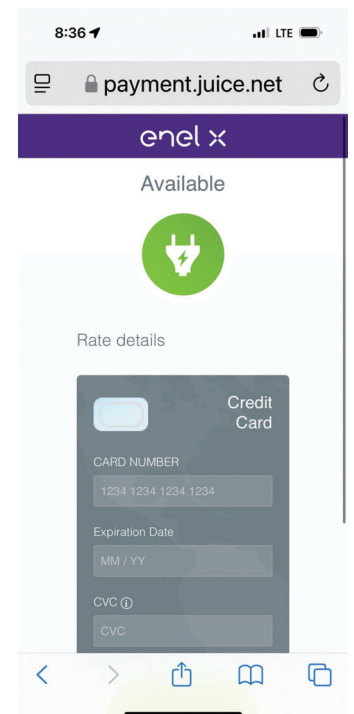 8:36 LTE
payment.juice.net
enel x
Available
Rate details
Credit
Card
CARD NUMBER
1234 1234 1234 1234
Expiration Date
MM / YY
CVC
CVC